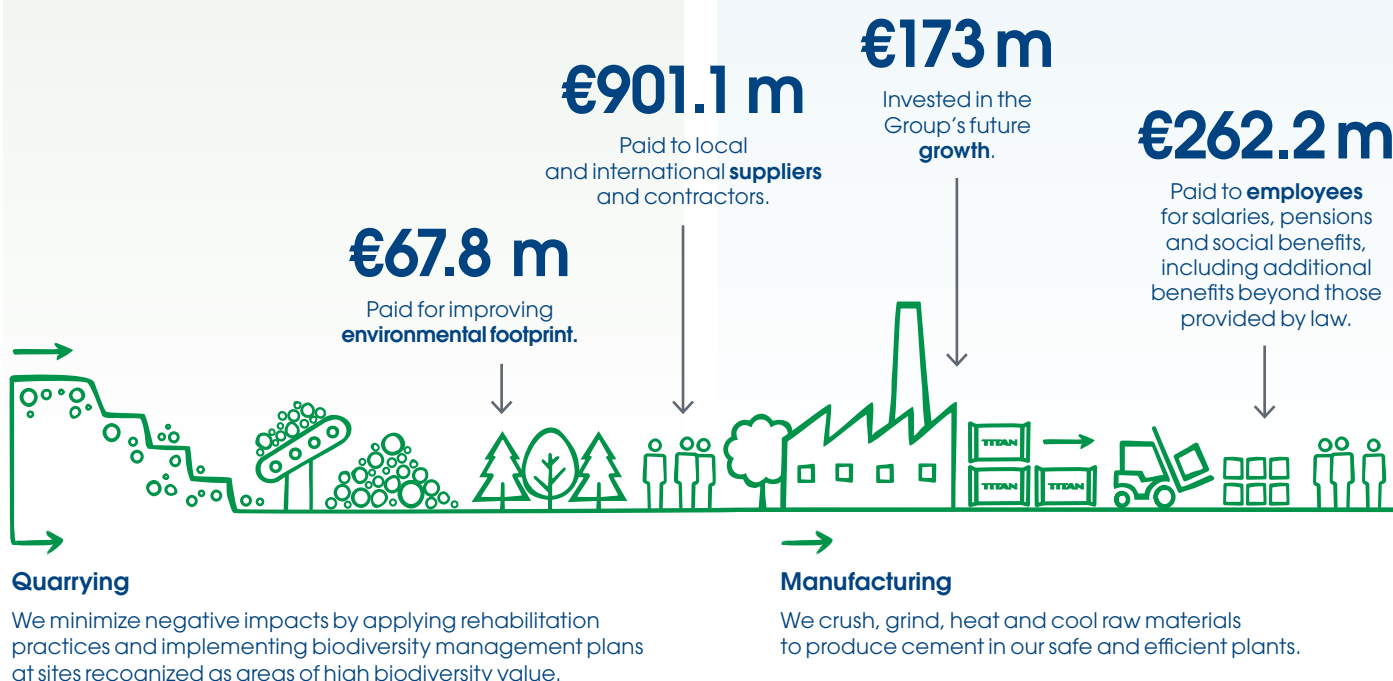 €901.1 m
Paid to local
and international suppliers
and contractors.
€173 m
Invested in the
Group's future
growth.
€262.2 m
Paid to employees
for salaries, pensions
and social benefits,
including additional
benefits beyond those
provided by law.
€67.8 m
Paid for improving
environmental footprint.
TITAN
TITAN
TITAN
Quarrying
We minimize negative impacts by applying rehabilitation
practices and implementing biodiversity management plans
at sites recognized as areas of high biodiversity value.
Manufacturing
We crush, grind, heat and cool raw materials
to produce cement in our safe and efficient plants.